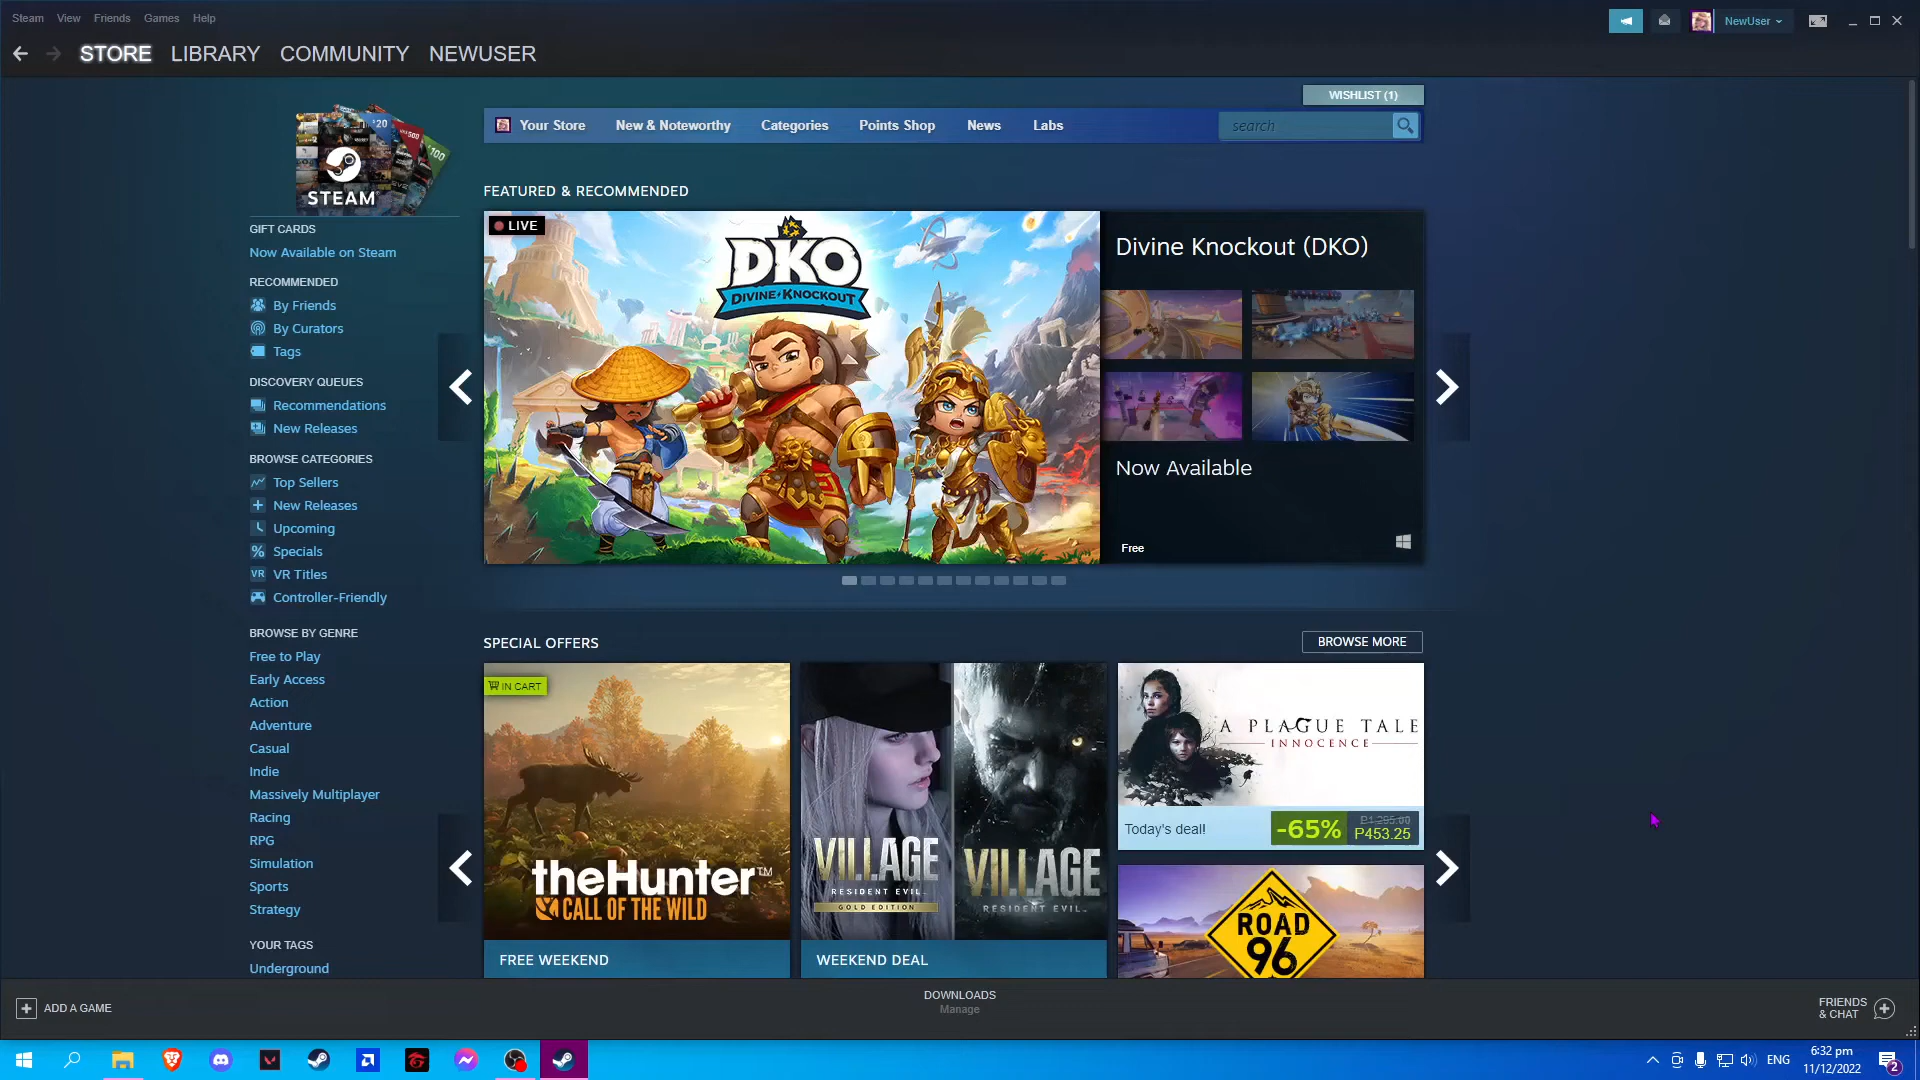 Steam View Friends Games Help
NewUser
STORE LIBRARY COMMUNITY NEWUSER
WISHLIST (1)
Your Store New & Noteworthy Categories Points Shop News Labs search
$20 $100
STEAM
GIFT CARDS
Now Available on Steam
RECOMMENDED
By Friends
By Curators
Tags
DISCOVERY QUEUES
Recommendations
New Releases
BROWSE CATEGORIES
Top Sellers
New Releases
Upcoming
Specials
VR VR Titles
Controller-Friendly
BROWSE BY GENRE
Free to Play
Early Access
Action
Adventure
Casual
Indie
Massively Multiplayer
Racing
RPG
Simulation
Sports
Strategy
YOUR TAGS
Underground
FEATURED & RECOMMENDED
LIVE
DKO
DIVINE KNOCKOUT
Divine Knockout (DKO)
Now Available
Free
SPECIAL OFFERS
BROWSE MORE
IN CART
theHunter™
CALL OF THE WILD
FREE WEEKEND
VILLAGE
RESIDENT EVIL
GOLD EDITION
VILLAGE
RESIDENT EVIL
WEEKEND DEAL
A PLAGUE TALE
INNOCENCE
Today's deal!
-65%
P1,295.00
P453.25
ROAD
96
ADD A GAME
DOWNLOADS
Manage
FRIENDS
& CHAT
ENG
6:32 pm
11/12/2022
2